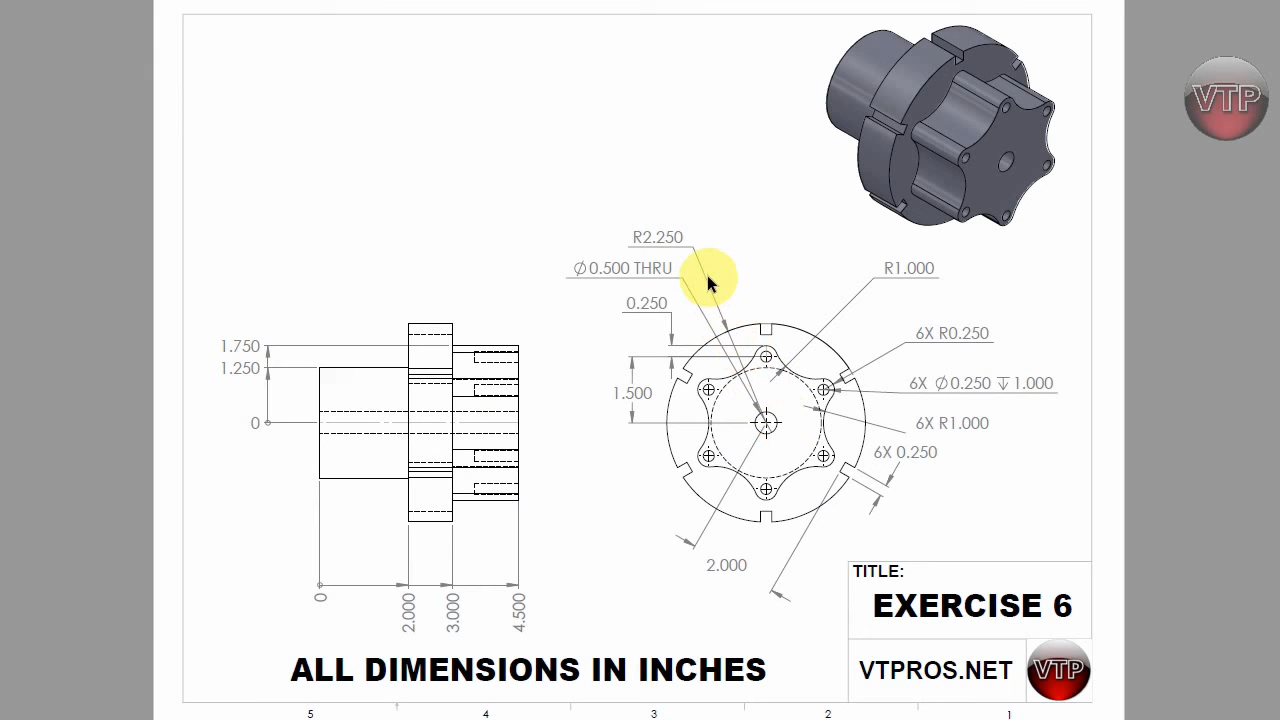 VTP
R2.250
∅0.500 THRU
R1.000
0.250
6X R0.250
1.750
1.250
6X ∅0.250 ↧1.000
1.500
0
6X R1.000
6X 0.250
2.000
0
2.000
3.000
4.500
TITLE:
EXERCISE 6
ALL DIMENSIONS IN INCHES
VTPROS.NET
VTP
5 4 3 2 1